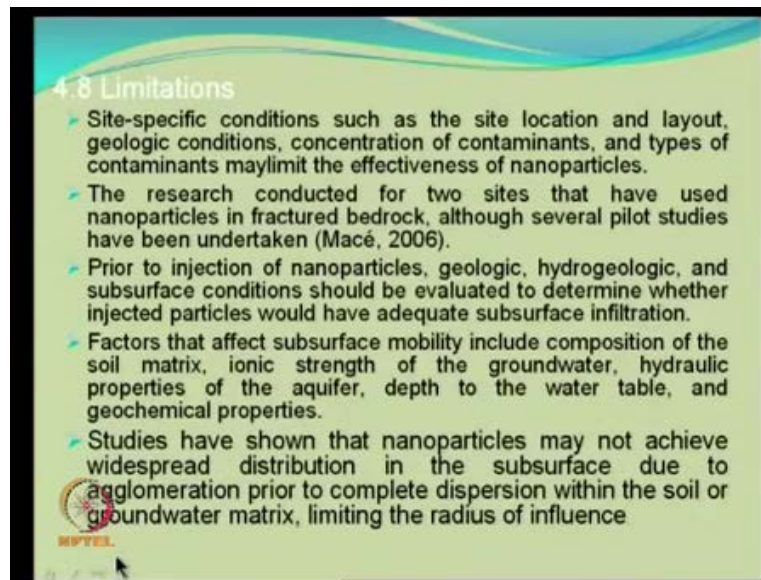 4.8 Limitations
Site-specific conditions such as the site location and layout,
geologic conditions, concentration of contaminants, and types of
contaminants maylimit the effectiveness of nanoparticles.
The research conducted for two sites that have used
nanoparticles in fractured bedrock, although several pilot studies
have been undertaken (Macé, 2006).
Prior to injection of nanoparticles, geologic, hydrogeologic, and
subsurface conditions should be evaluated to determine whether
injected particles would have adequate subsurface infiltration.
Factors that affect subsurface mobility include composition of the
soil matrix, ionic strength of the groundwater, hydraulic
properties of the aquifer, depth to the water table, and
geochemical properties.
Studies have shown that nanoparticles may not achieve
widespread distribution in the subsurface due to
agglomeration prior to complete dispersion within the soil or
groundwater matrix, limiting the radius of influence
NPTEL